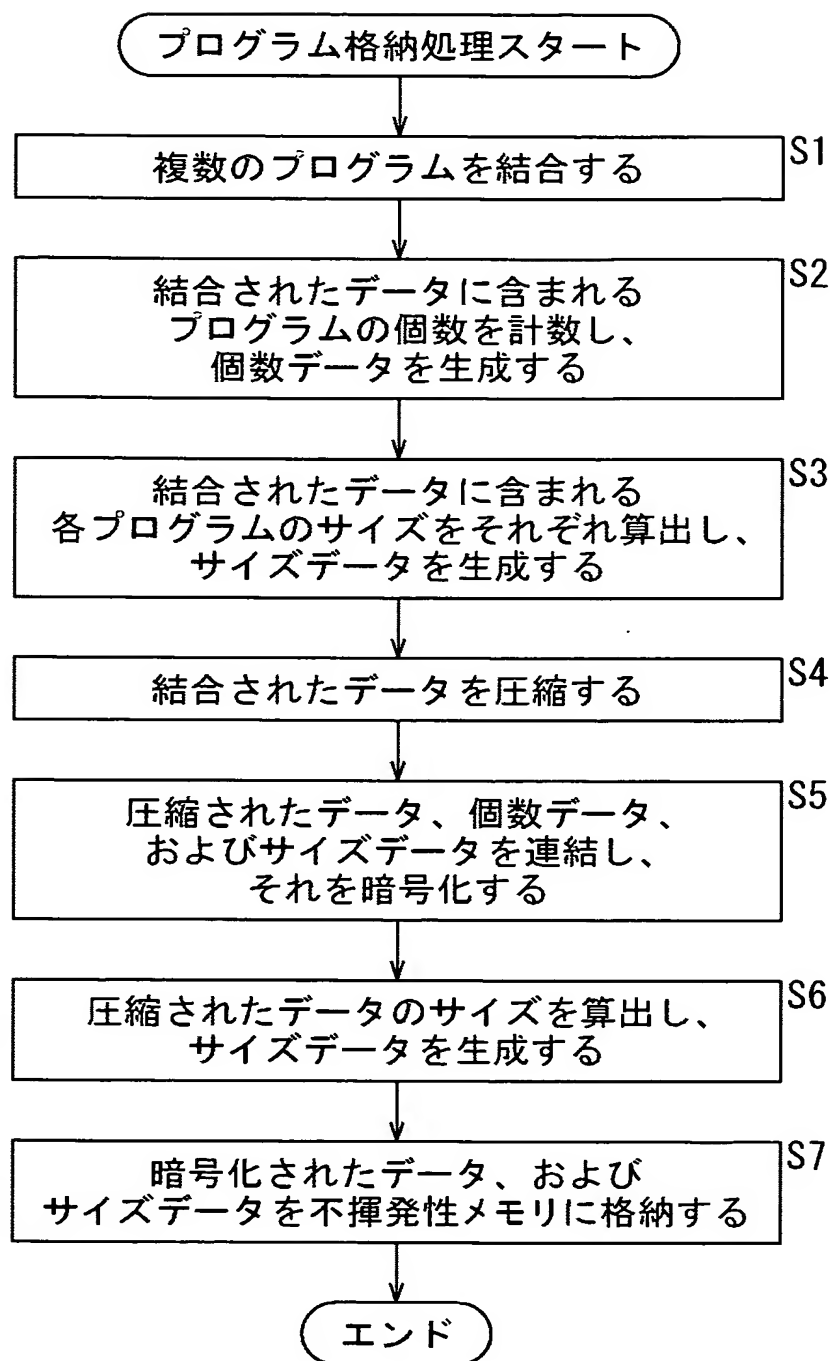 プログラム格納処理スタート
S1
複数のプログラムを結合する
S2
結合されたデータに含まれる
プログラムの個数を計数し、
個数データを生成する
S3
結合されたデータに含まれる
各プログラムのサイズをそれぞれ算出し、
サイズデータを生成する
S4
結合されたデータを圧縮する
S5
圧縮されたデータ、個数データ、
およびサイズデータを連結し、
それを暗号化する
S6
圧縮されたデータのサイズを算出し、
サイズデータを生成する
S7
暗号化されたデータ、および
サイズデータを不揮発性メモリに格納する
エンド